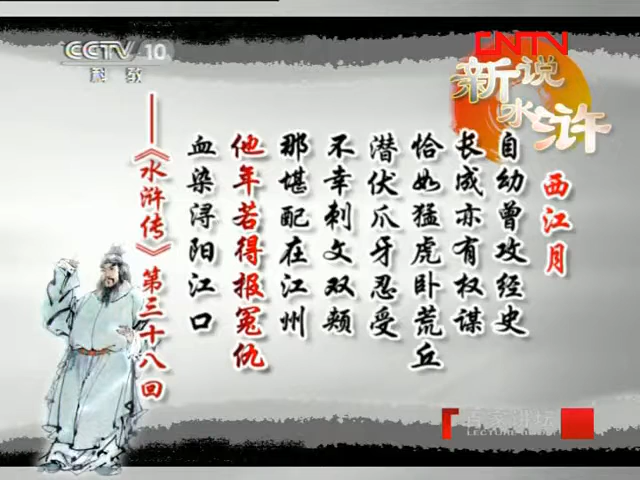 CCTV 10
科教
CNTV
新说
水浒
西江月
自幼曾攻经史
长成亦有权谋
恰如猛虎卧荒丘
潜伏爪牙忍受
不幸刺文双颊
那堪配在江州
他年若得报冤仇
血染浔阳江口
——《水浒传》第三十八回
百家讲坛
LECTURE